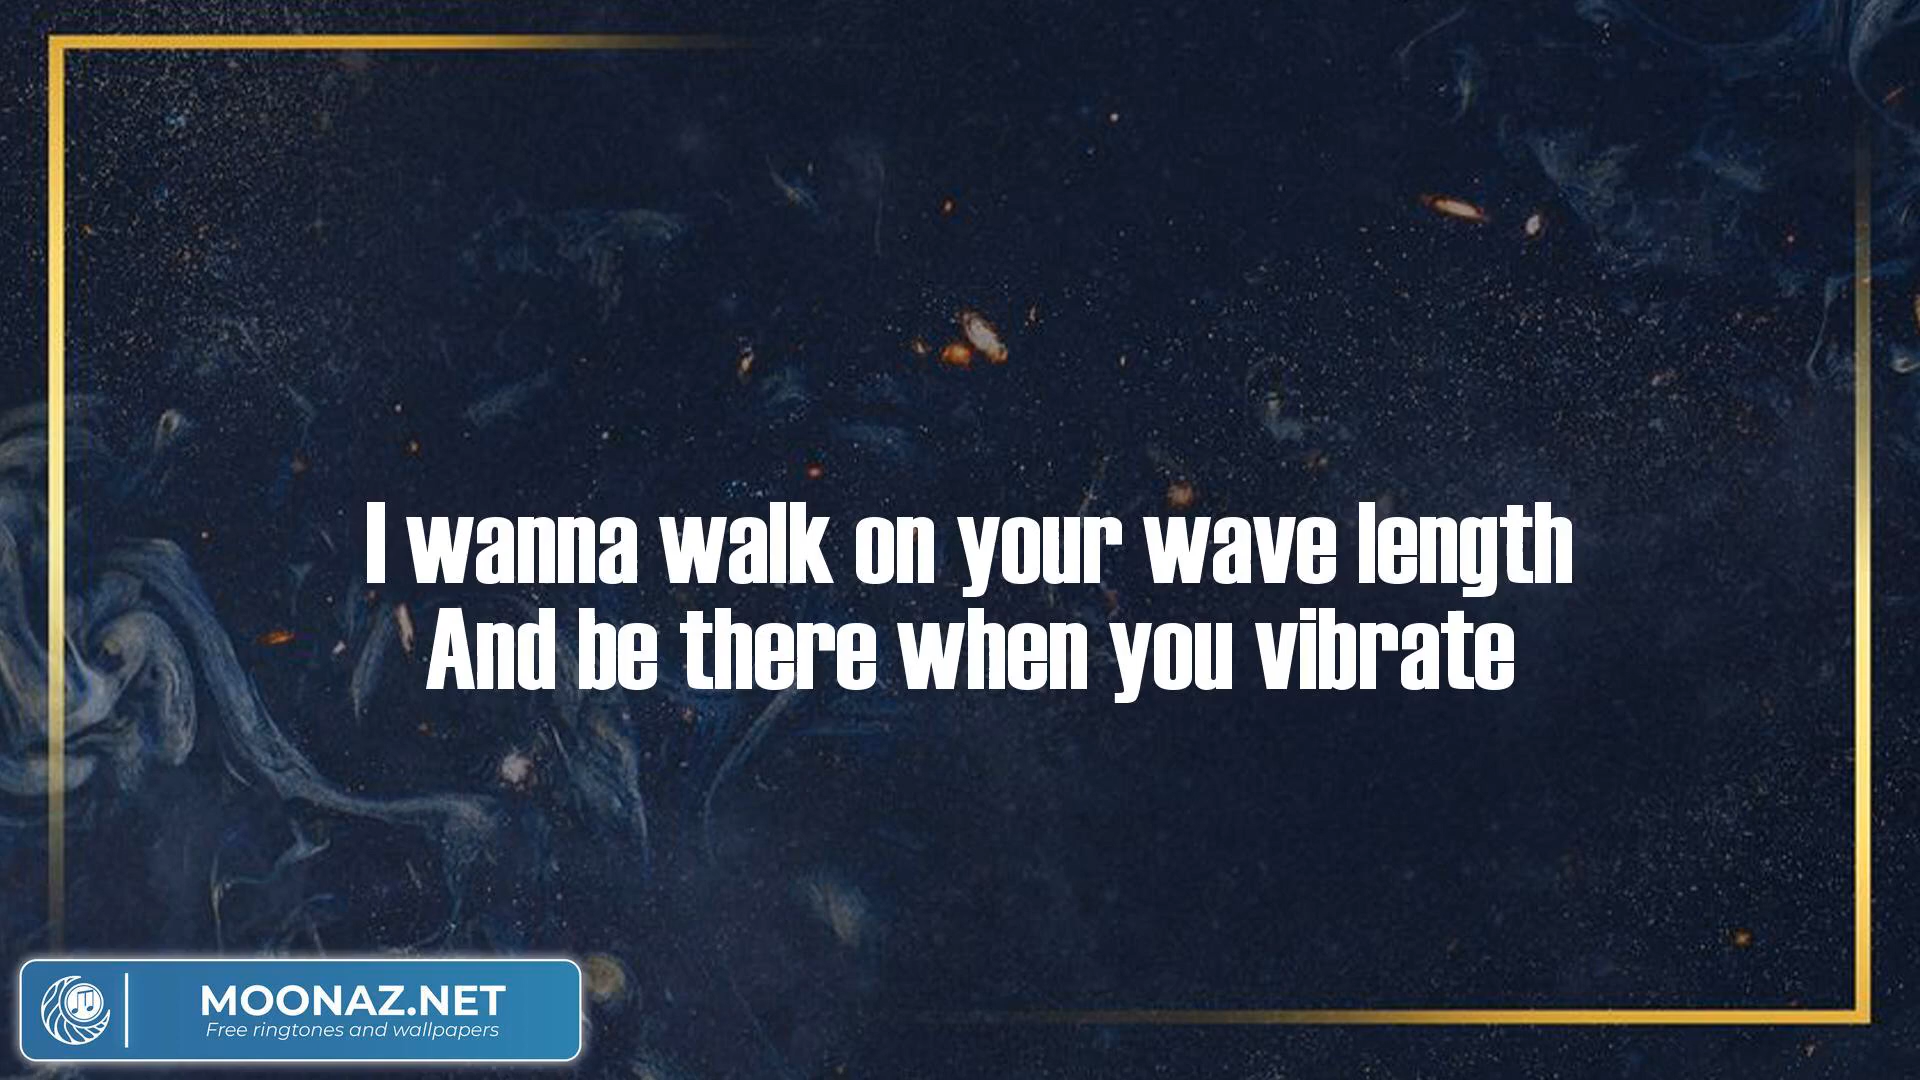 I wanna walk on your wave length
And be there when you vibrate
MOONAZ.NET
Free ringtones and wallpapers